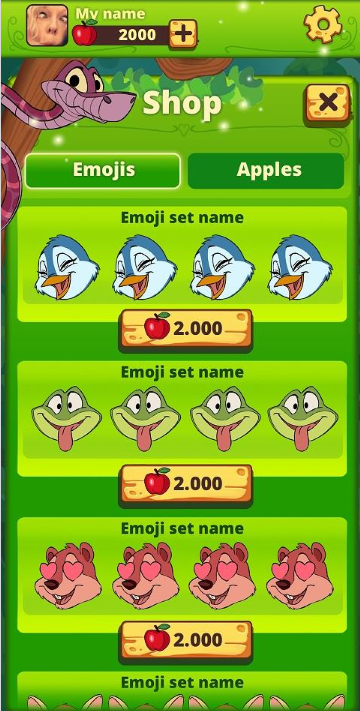 My name
2000
Shop
Emojis
Apples
Emoji set name
2.000
Emoji set name
2.000
Emoji set name
2.000
Emoji set name